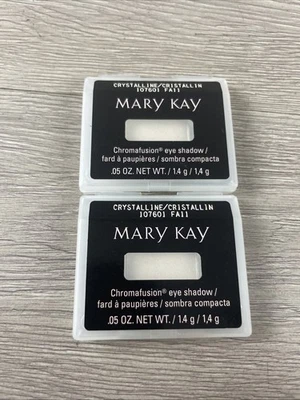 CRYSTALLINE/CRISTALLIN
107601 FA11
MARY KAY
Chromafusion® eye shadow/
fard à paupières / sombra compacta
.05 OZ. NET WT. / 1.4 g / 1,4 g
CRYSTALLINE/CRISTALLIN
107601 FA11
MARY KAY
Chromafusion® eye shadow/
fard à paupières / sombra compacta
.05 OZ. NET WT. / 1.4 g / 1,4 g